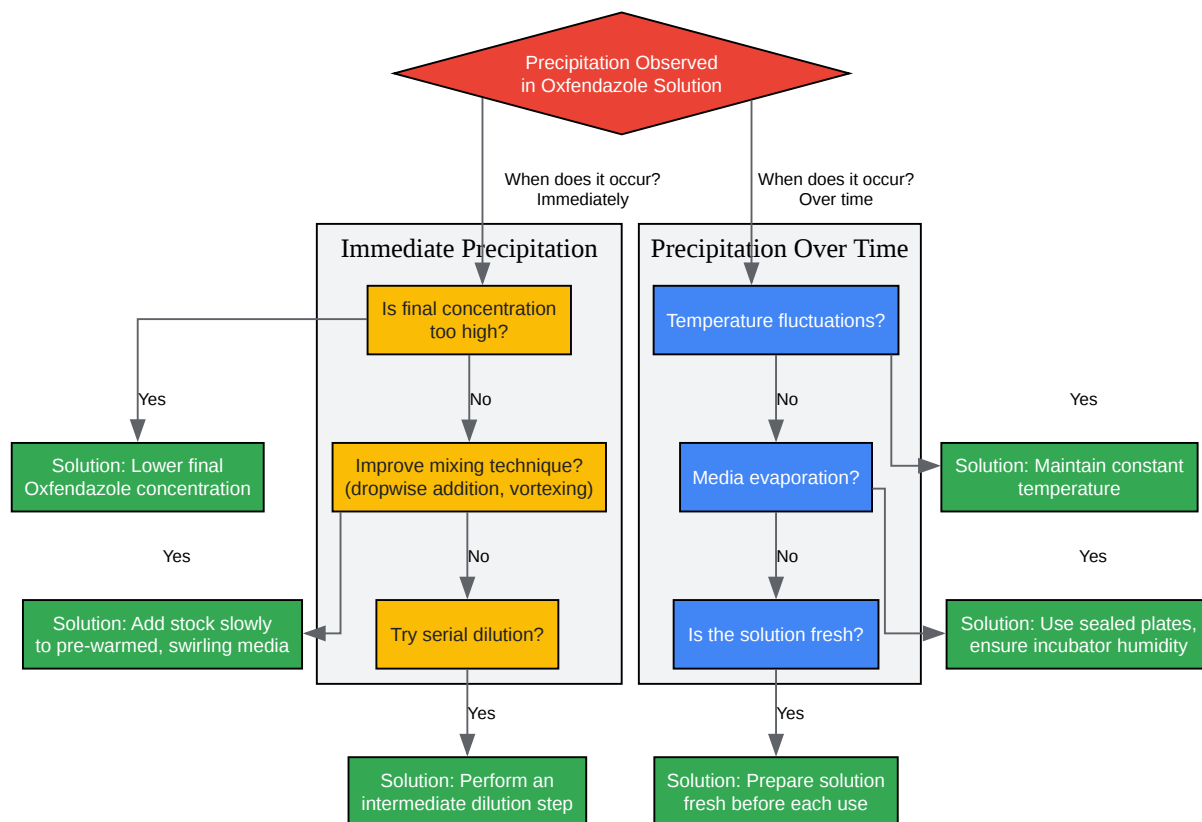 Precipitation Observed
in Oxfendazole Solution
When does it occur?
Immediately
When does it occur?
Over time
Immediate Precipitation
Precipitation Over Time
Is final concentration
too high?
Temperature fluctuations?
Yes
No
No
Yes
Solution: Lower final
Oxfendazole concentration
Improve mixing technique?
(dropwise addition, vortexing)
Media evaporation?
Solution: Maintain constant
temperature
Yes
No
No
Yes
Solution: Add stock slowly
to pre-warmed, swirling media
Try serial dilution?
Is the solution fresh?
Solution: Use sealed plates,
ensure incubator humidity
Yes
Yes
Solution: Perform an
intermediate dilution step
Solution: Prepare solution
fresh before each use